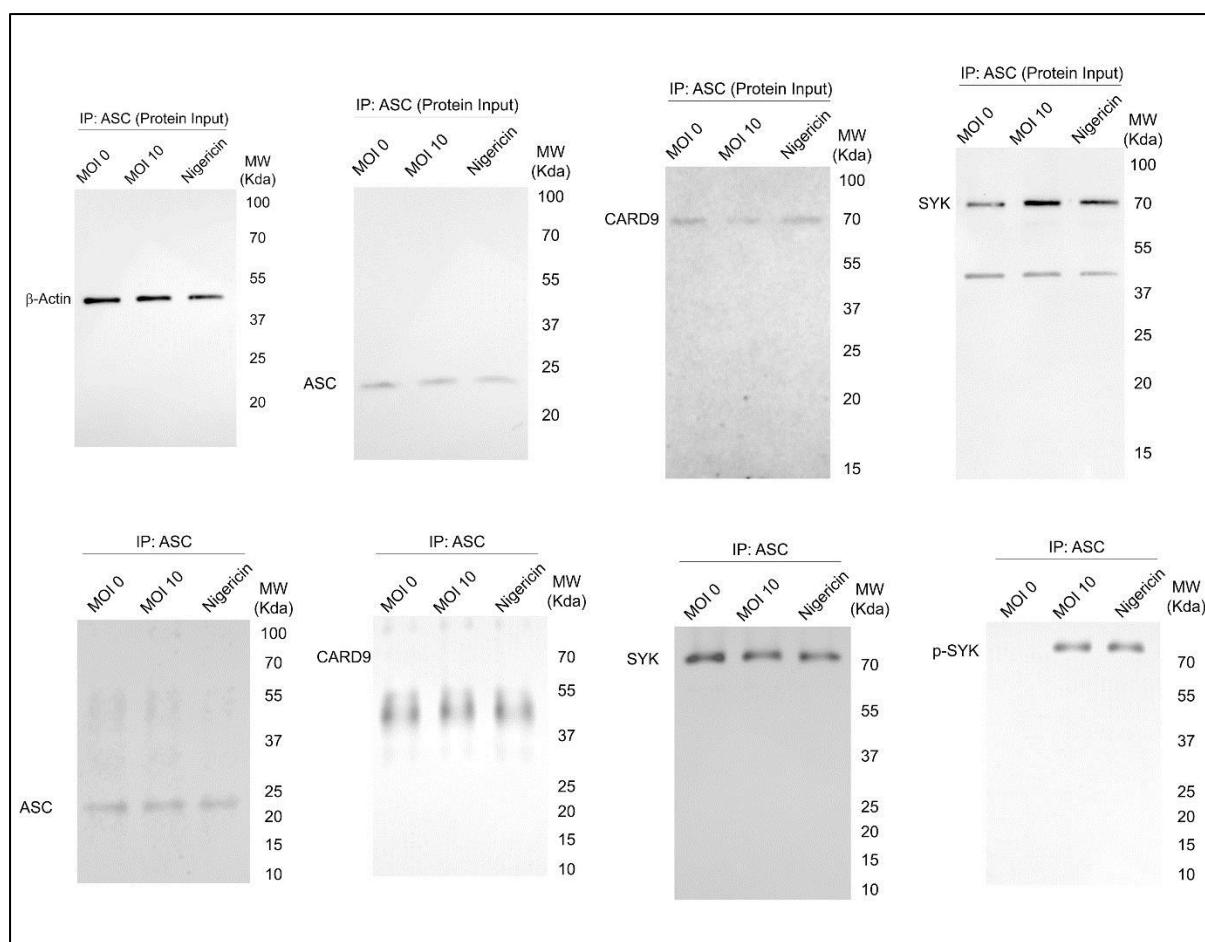 IP: ASC (Protein Input)
MOI 0
MOI 10
Nigericin
MW
(Kda)
100
70
55
37
25
20
β-Actin
IP: ASC (Protein Input)
MOI 0
MOI 10
Nigericin
MW
(Kda)
100
70
55
37
25
20
ASC
IP: ASC (Protein Input)
MOI 0
MOI 10
Nigericin
MW
(Kda)
100
70
55
37
25
20
15
CARD9
IP: ASC (Protein Input)
MOI 0
MOI 10
Nigericin
MW
(Kda)
100
70
55
37
25
20
15
SYK
IP: ASC
MOI 0
MOI 10
Nigericin
MW
(Kda)
100
70
55
37
25
20
15
10
ASC
IP: ASC
MOI 0
MOI 10
Nigericin
MW
(Kda)
70
55
37
25
20
15
10
CARD9
IP: ASC
MOI 0
MOI 10
Nigericin
MW
(Kda)
70
55
37
25
20
15
10
SYK
IP: ASC
MOI 0
MOI 10
Nigericin
MW
(Kda)
70
55
37
25
20
15
10
p-SYK